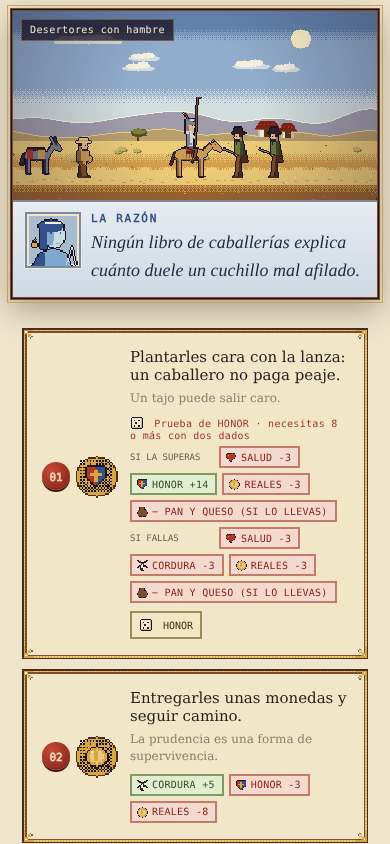 Desertores con hambre
LA RAZÓN
Ningún libro de caballerías explica
cuánto duele un cuchillo mal afilado.
Plantarles cara con la lanza:
un caballero no paga peaje.
Un tajo puede salir caro.
Prueba de HONOR · necesitas 8
o más con dos dados
01
SI LA SUPERAS
SALUD -3
HONOR +14
REALES -3
− PAN Y QUESO (SI LO LLEVAS)
SI FALLAS
SALUD -3
CORDURA -3
REALES -3
− PAN Y QUESO (SI LO LLEVAS)
HONOR
Entregarles unas monedas y
seguir camino.
La prudencia es una forma de
supervivencia.
02
CORDURA +5
HONOR -3
REALES -8